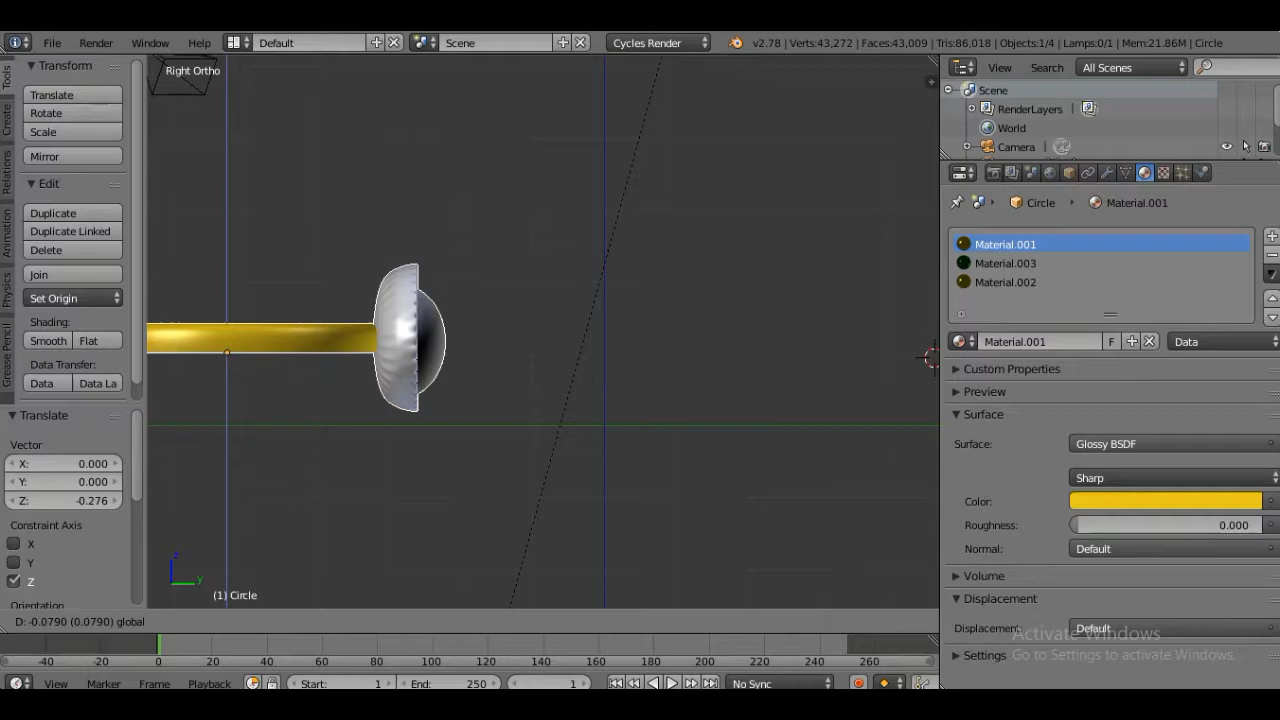 File Render Window Help Default Scene Cycles Render v2.78 | Verts:43,272 | Faces:43,009 | Tris:86,018 | Objects:1/4 | Lamps:0/1 | Mem:21.86M | Circle
Tools
Create
Relations
Animation
Physics
Grease Pencil
Transform
Translate
Rotate
Scale
Mirror
Edit
Duplicate
Duplicate Linked
Delete
Join
Set Origin
Shading:
Smooth Flat
Data Transfer:
Data Data La
Translate
Vector
X: 0.000
Y: 0.000
Z: -0.276
Constraint Axis
X
Y
Z
Orientation
Right Ortho
z
y
(1) Circle
D: -0.0790 (0.0790) global
View Search All Scenes
Scene
RenderLayers
World
Camera
Circle Material.001
Material.001
Material.003
Material.002
Material.001 F Data
Custom Properties
Preview
Surface
Surface: Glossy BSDF
Sharp
Color:
Roughness: 0.000
Normal: Default
Volume
Displacement
Displacement: Default
Settings
Activate Windows
Go to Settings to activate Windows.
-40 -20 0 20 40 60 80 100 120 140 160 180 200 220 240 260
View Marker Frame Playback Start: 1 End: 250 1 No Sync